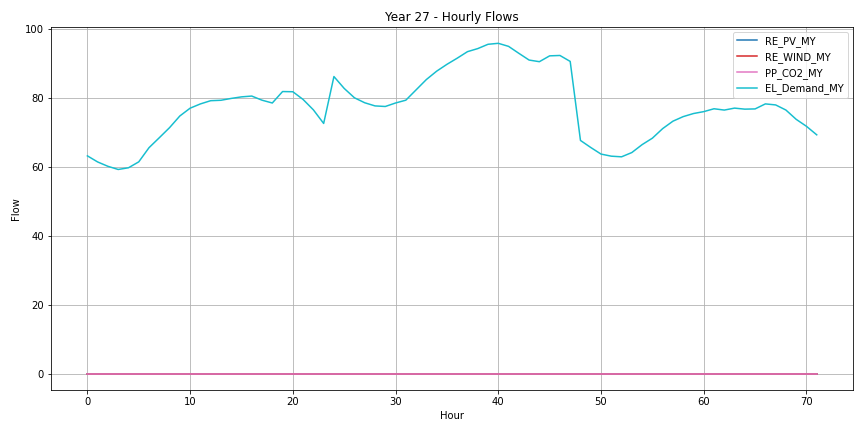 Year 27 - Hourly Flows
100
80
60
40
20
0
Flow
RE_PV_MY
RE_WIND_MY
PP_CO2_MY
EL_Demand_MY
0 10 20 30 40 50 60 70
Hour